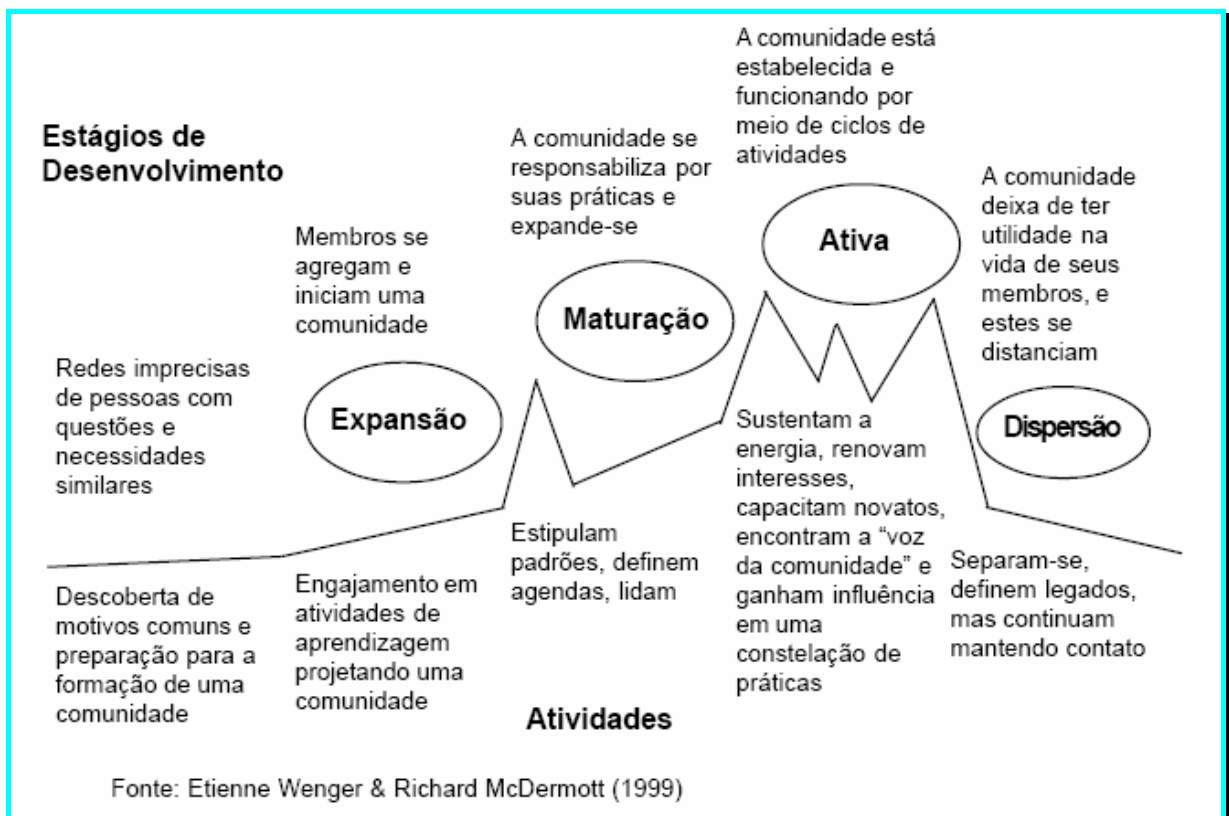 Estágios de
Desenvolvimento
Redes imprecisas
de pessoas com
questões e
necessidades
similares
Membros se
agregam e
iniciam uma
comunidade
Expansão
A comunidade se
responsabiliza por
suas práticas e
expande-se
Maturação
A comunidade está
estabelecida e
funcionando por
meio de ciclos de
atividades
Ativa
A comunidade
deixa de ter
utilidade na
vida de seus
membros, e
estes se
distanciam
Dispersão
Descoberta de
motivos comuns e
preparação para a
formação de uma
comunidade
Engajamento em
atividades de
aprendizagem
projetando uma
comunidade
Estipulam
padrões, definem
agendas, lidam
Sustentam a
energia, renovam
interesses,
capacitam novatos,
encontram a “voz
da comunidade” e
ganham influência
em uma
constelação de
práticas
Separam-se,
definem legados,
mas continuam
mantendo contato
Atividades
Fonte: Etienne Wenger & Richard McDermott (1999)